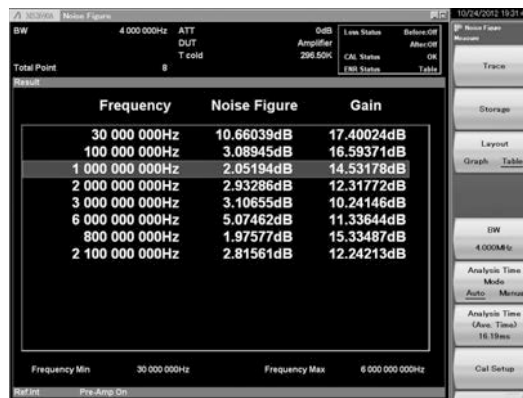 MS2690A Noise Figure
10/24/2012 19:31:4
BW 4 000 000Hz ATT 0dB
DUT Amplifier
T cold 296.50K
Total Point 8
Loss Status Before:Off
After:Off
CAL Status OK
ENR Status Table
Result
Frequency Noise Figure Gain
30 000 000Hz 10.66039dB 17.40024dB
100 000 000Hz 3.08945dB 16.59371dB
1 000 000 000Hz 2.05194dB 14.53178dB
2 000 000 000Hz 2.93286dB 12.31772dB
3 000 000 000Hz 3.10655dB 10.24146dB
6 000 000 000Hz 5.07462dB 11.33644dB
800 000 000Hz 1.97577dB 15.33487dB
2 100 000 000Hz 2.81561dB 12.24213dB
Frequency Min 30 000 000Hz Frequency Max 6 000 000 000Hz
Ref.Int Pre-Amp On
Noise Figure
Measure
Trace
Storage
Layout
Graph Table
BW
4.000MHz
Analysis Time
Mode
Auto Manua
Analysis Time
(Ave. Time)
16.19ms
Cal Setup